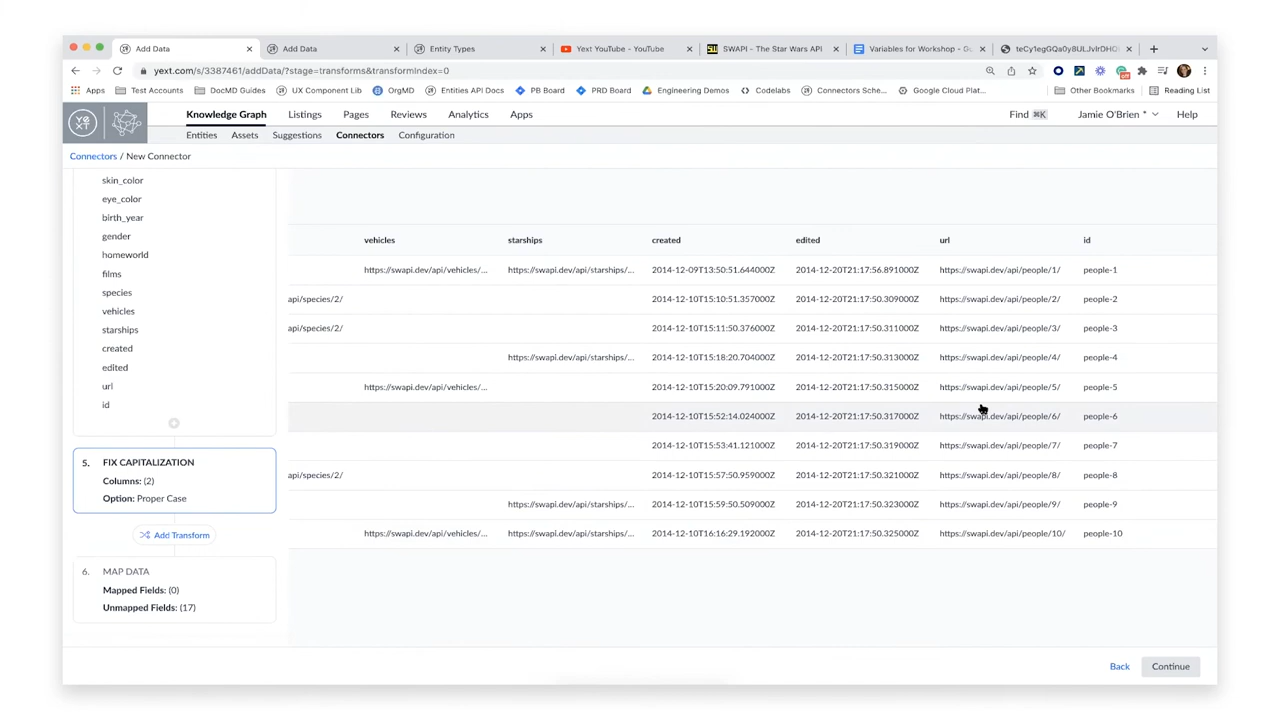 Add Data
Add Data
Entity Types
Yext YouTube - YouTube
SWAPI - The Star Wars API
Variables for Workshop - Go
yext.com/s/3387461/addData/?stage=transforms&transformIndex=0
Apps Test Accounts DocMD Guides UX Component Lib OrgMD Entities API Docs PB Board PRD Board Engineering Demos Codelabs Connectors Sche... Google Cloud Plat... Other Bookmarks Reading List
Knowledge Graph Listings Pages Reviews Analytics Apps Find ⌘K Jamie O'Brien * Help
Entities Assets Suggestions Connectors Configuration
Connectors / New Connector
skin_color
eye_color
birth_year
gender
homeworld
films
species
vehicles
starships
created
edited
url
id
5. FIX CAPITALIZATION
Columns: (2)
Option: Proper Case
Add Transform
6. MAP DATA
Mapped Fields: (0)
Unmapped Fields: (17)
vehicles starships created edited url id
https://swapi.dev/api/vehicles/... https://swapi.dev/api/starships/... 2014-12-09T13:50:51.644000Z 2014-12-20T21:17:56.891000Z https://swapi.dev/api/people/1/ people-1
api/species/2/ 2014-12-10T15:10:51.357000Z 2014-12-20T21:17:50.309000Z https://swapi.dev/api/people/2/ people-2
api/species/2/ 2014-12-10T15:11:50.376000Z 2014-12-20T21:17:50.311000Z https://swapi.dev/api/people/3/ people-3
https://swapi.dev/api/starships/... 2014-12-10T15:18:20.704000Z 2014-12-20T21:17:50.313000Z https://swapi.dev/api/people/4/ people-4
https://swapi.dev/api/vehicles/... 2014-12-10T15:20:09.791000Z 2014-12-20T21:17:50.315000Z https://swapi.dev/api/people/5/ people-5
2014-12-10T15:52:14.024000Z 2014-12-20T21:17:50.317000Z https://swapi.dev/api/people/6/ people-6
2014-12-10T15:53:41.121000Z 2014-12-20T21:17:50.319000Z https://swapi.dev/api/people/7/ people-7
api/species/2/ 2014-12-10T15:57:50.959000Z 2014-12-20T21:17:50.321000Z https://swapi.dev/api/people/8/ people-8
https://swapi.dev/api/starships/... 2014-12-10T15:59:50.509000Z 2014-12-20T21:17:50.323000Z https://swapi.dev/api/people/9/ people-9
https://swapi.dev/api/vehicles/... https://swapi.dev/api/starships/... 2014-12-10T16:16:29.192000Z 2014-12-20T21:17:50.325000Z https://swapi.dev/api/people/10/ people-10
Back Continue